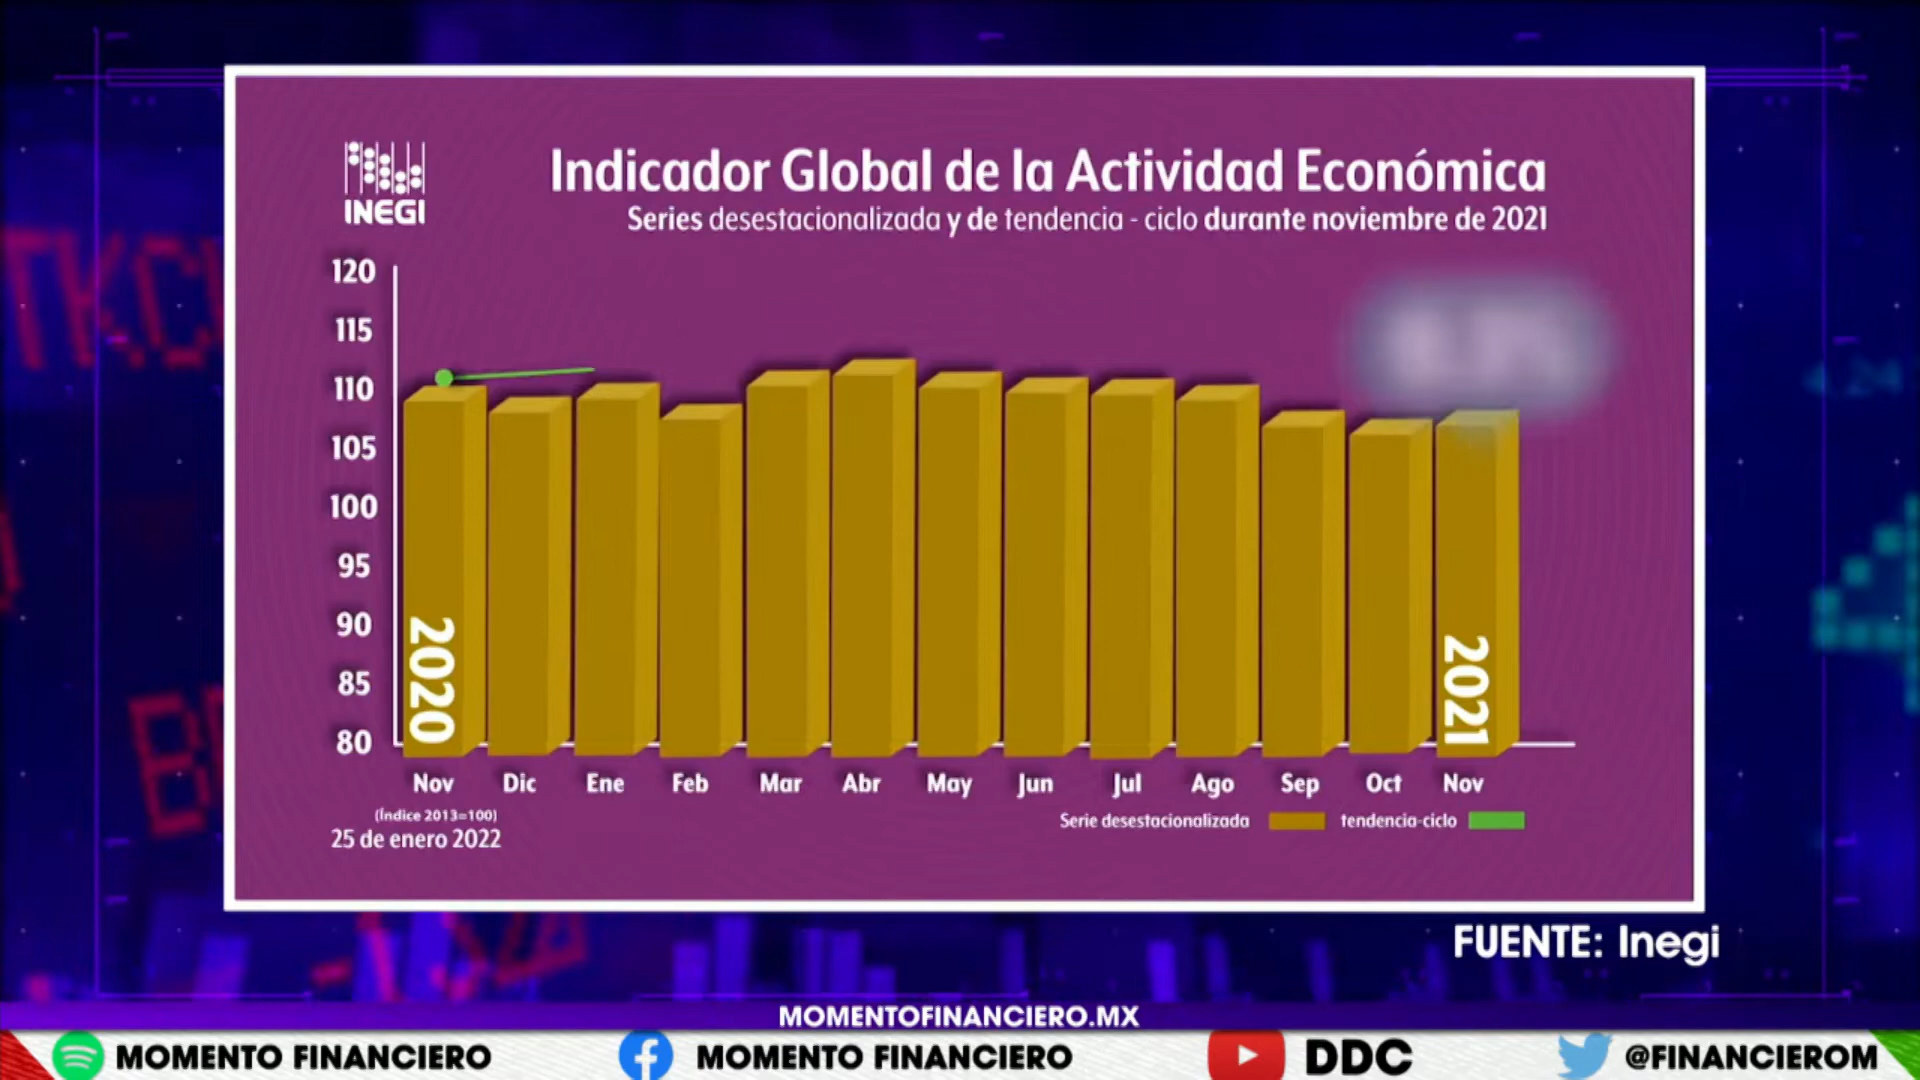 INEGI
Indicador Global de la Actividad Económica
Series desestacionalizada y de tendencia - ciclo durante noviembre de 2021
120
115
110
105
100
95
90
85
80
2020
2021
Nov Dic Ene Feb Mar Abr May Jun Jul Ago Sep Oct Nov
(Índice 2013=100)
25 de enero 2022
Serie desestacionalizada tendencia-ciclo
FUENTE: Inegi
MOMENTOFINANCIERO.MX
MOMENTO FINANCIERO MOMENTO FINANCIERO DDC @FINANCIEROM